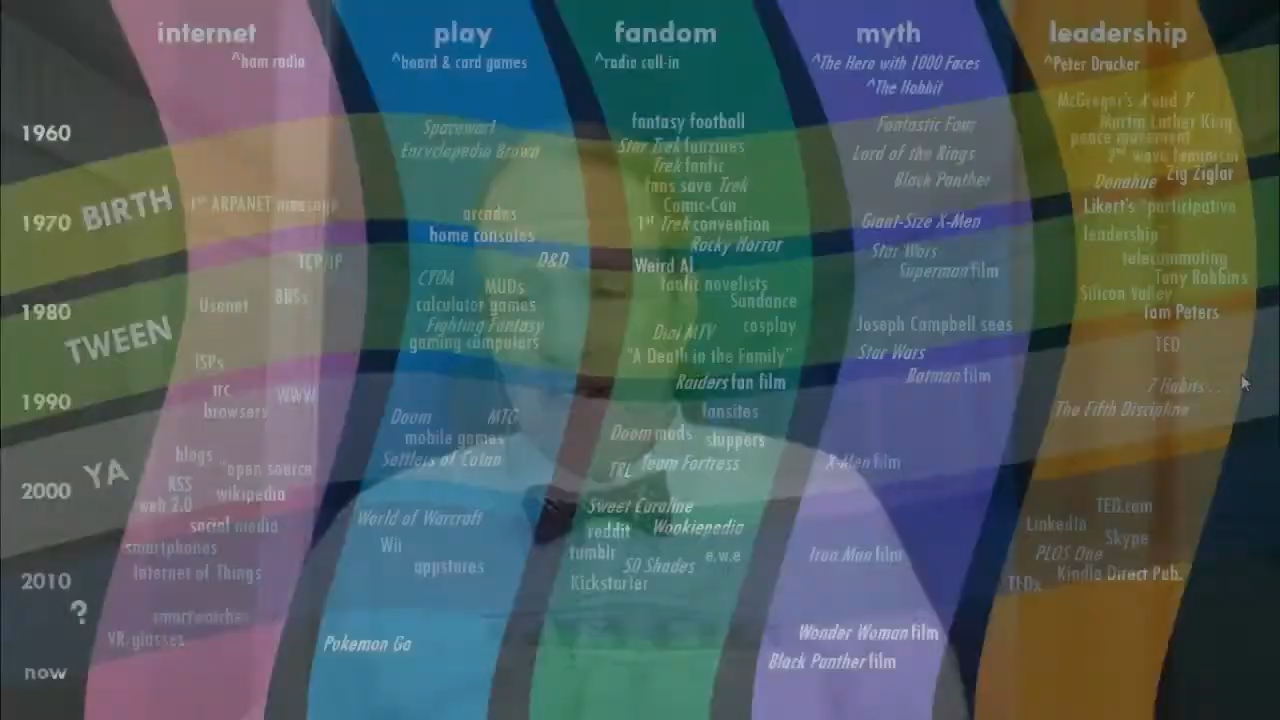 internet
^ham radio
play
^board & card games
fandom
^radio call-in
myth
^The Hero with 1000 Faces
^The Hobbit
leadership
^Peter Drucker
1960
1970
1980
1990
2000
2010
?
now
BIRTH
TWEEN
YA
1st ARPANET message
TCP/IP
Usenet
BBSs
ISPs
irc
WWW
browsers
blogs
"open source
RSS
wikipedia
web 2.0
social media
smartphones
Internet of Things
smartwatches
VR glasses
Spacewar!
Encyclopedia Brown
arcades
home consoles
D&D
CYOA
MUDs
calculator games
Fighting Fantasy
gaming computers
Doom
MTG
mobile games
Settlers of Catan
World of Warcraft
Wii
appstores
Pokemon Go
fantasy football
Star Trek fanzines
Trek fanfic
fans save Trek
Comic-Con
1st Trek convention
Rocky Horror
Weird Al
fanfic novelists
Sundance
cosplay
Dial MTV
"A Death in the Family"
Raiders fan film
fansites
Doom mods
shippers
TRL
Team Fortress
Sweet Caroline
reddit
Wookiepedia
tumblr
e.w.e
50 Shades
Kickstarter
Fantastic Four
Lord of the Rings
Black Panther
Giant-Size X-Men
Star Wars
Superman film
Joseph Campbell sees
Star Wars
Batman film
X-Men film
Iron Man film
Wonder Woman film
Black Panther film
McGregor's X and Y
Martin Luther King
peace movement
2nd wave feminism
Donahue
Zig Ziglar
Likert's "participative
leadership"
telecommuting
Tony Robbins
Silicon Valley
Tom Peters
TED
7 Habits . . .
The Fifth Discipline
TED.com
LinkedIn
Skype
PLOS One
TEDx
Kindle Direct Pub.